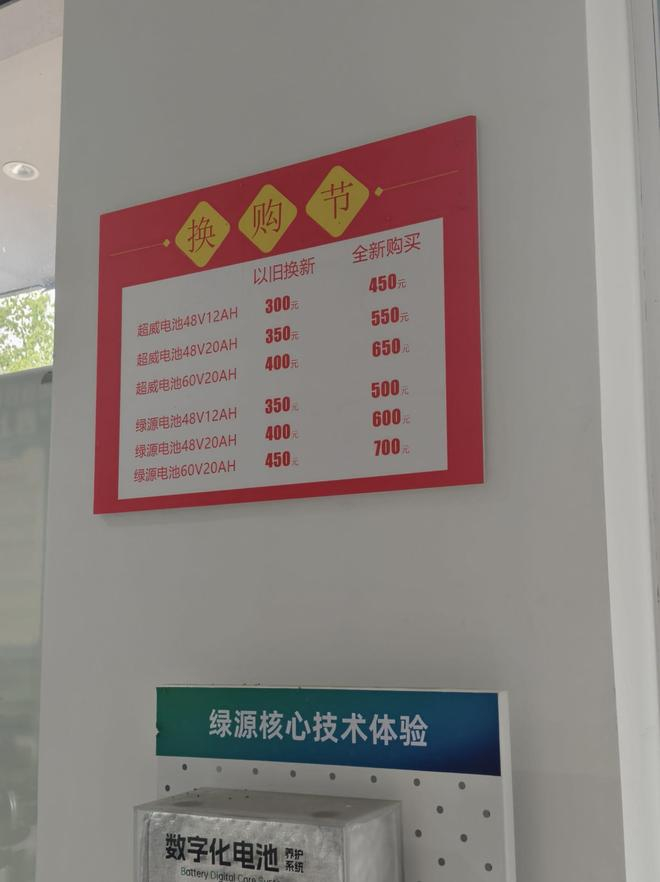 换购节
以旧换新 全新购买
超威电池48V12AH 300元 450元
超威电池48V20AH 350元 550元
超威电池60V20AH 400元 650元
绿源电池48V12AH 350元 500元
绿源电池48V20AH 400元 600元
绿源电池60V20AH 450元 700元
绿源核心技术体验
数字化电池 养护系统
Battery Digital Care